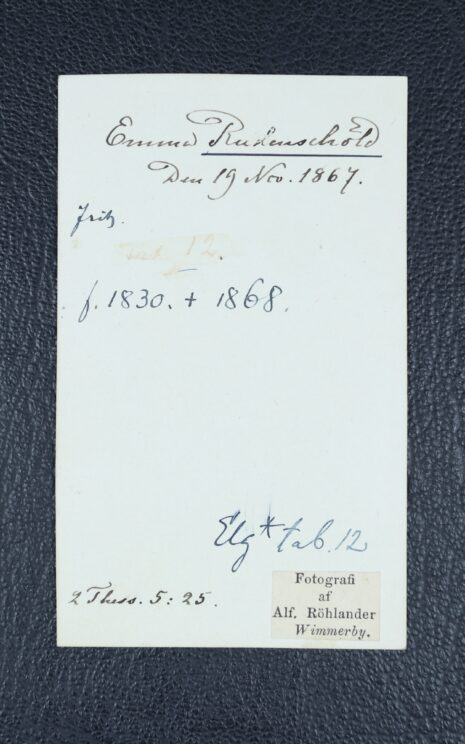 Emma Rudenschöld
Den 19 Nov. 1867.
frih.
Tab. 12.
f. 1830. + 1868.
Elg* tab. 12
2 Thess. 5: 25.
Fotografi
af
Alf. Röhlander
Wimmerby.